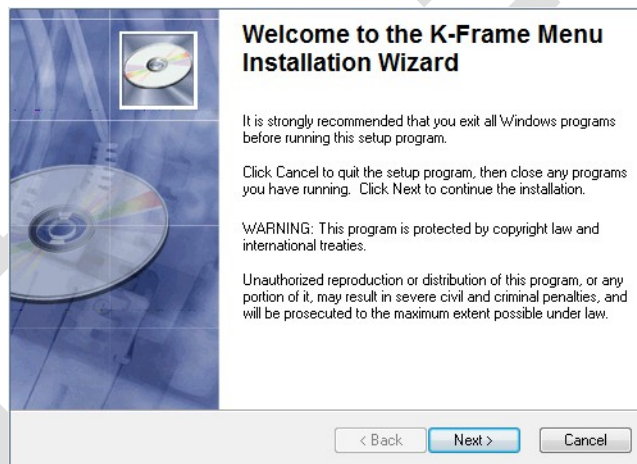 Welcome to the K-Frame Menu
Installation Wizard
It is strongly recommended that you exit all Windows programs
before running this setup program.
Click Cancel to quit the setup program, then close any programs
you have running. Click Next to continue the installation.
WARNING: This program is protected by copyright law and
international treaties.
Unauthorized reproduction or distribution of this program, or any
portion of it, may result in severe civil and criminal penalties, and
will be prosecuted to the maximum extent possible under law.
< Back Next > Cancel